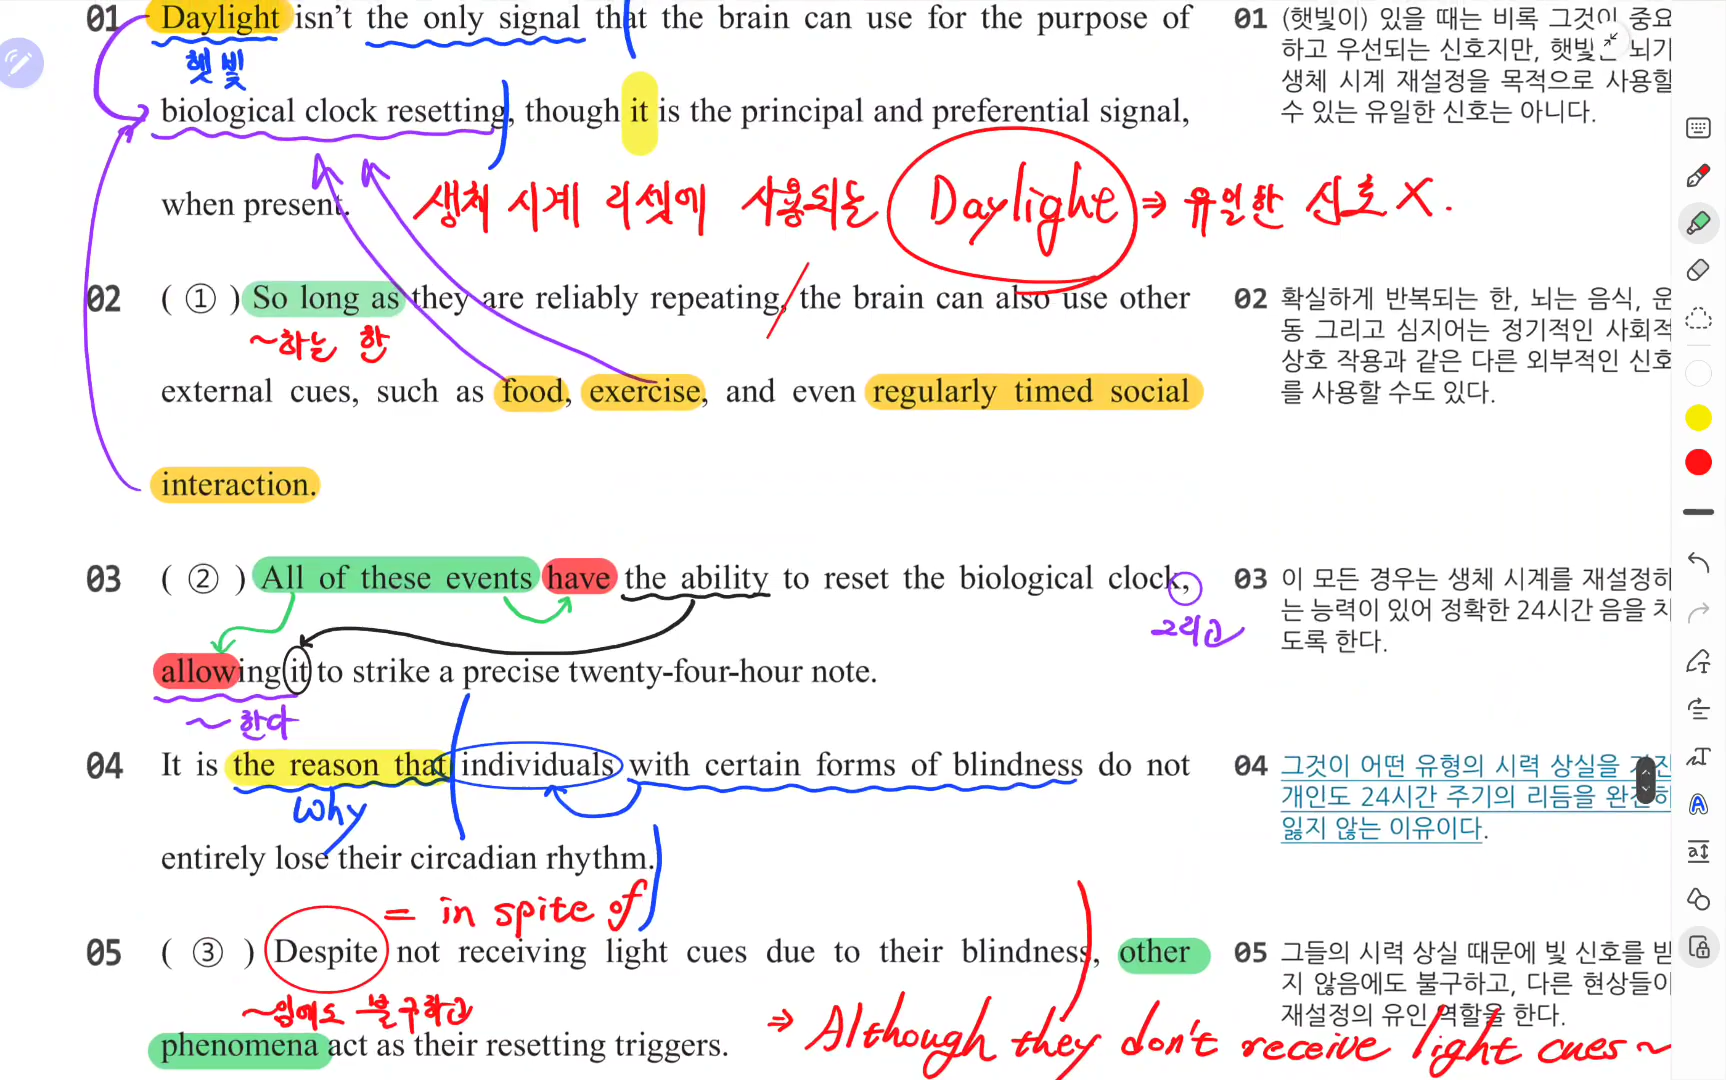 01 Daylight isn't the only signal that the brain can use for the purpose of
햇빛
biological clock resetting, though it is the principal and preferential signal,
when present.
생체 시계 리셋에 사용되는 Daylight ⇒ 유일한 신호 X.
02 ( ① ) So long as they are reliably repeating, the brain can also use other
~하는 한
external cues, such as food, exercise, and even regularly timed social
interaction.
03 ( ② ) All of these events have the ability to reset the biological clock,
그리고
allowing it to strike a precise twenty-four-hour note.
~한다
04 It is the reason that individuals with certain forms of blindness do not
why
entirely lose their circadian rhythm.
= in spite of
05 ( ③ ) Despite not receiving light cues due to their blindness, other
~임에도 불구하고
phenomena act as their resetting triggers.
⇒ Although they don't receive light cues ~
01 (햇빛이) 있을 때는 비록 그것이 중요
하고 우선되는 신호지만, 햇빛은 뇌가
생체 시계 재설정을 목적으로 사용할
수 있는 유일한 신호는 아니다.
02 확실하게 반복되는 한, 뇌는 음식, 운
동 그리고 심지어는 정기적인 사회적
상호 작용과 같은 다른 외부적인 신호
를 사용할 수도 있다.
03 이 모든 경우는 생체 시계를 재설정하
는 능력이 있어 정확한 24시간 음을 치
도록 한다.
04 그것이 어떤 유형의 시력 상실을 가진
개인도 24시간 주기의 리듬을 완전히
잃지 않는 이유이다.
05 그들의 시력 상실 때문에 빛 신호를 받
지 않음에도 불구하고, 다른 현상들이
재설정의 유인 역할을 한다.